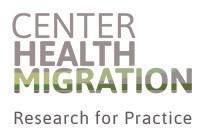 CENTER
HEALTH
MIGRATION
Research for Practice